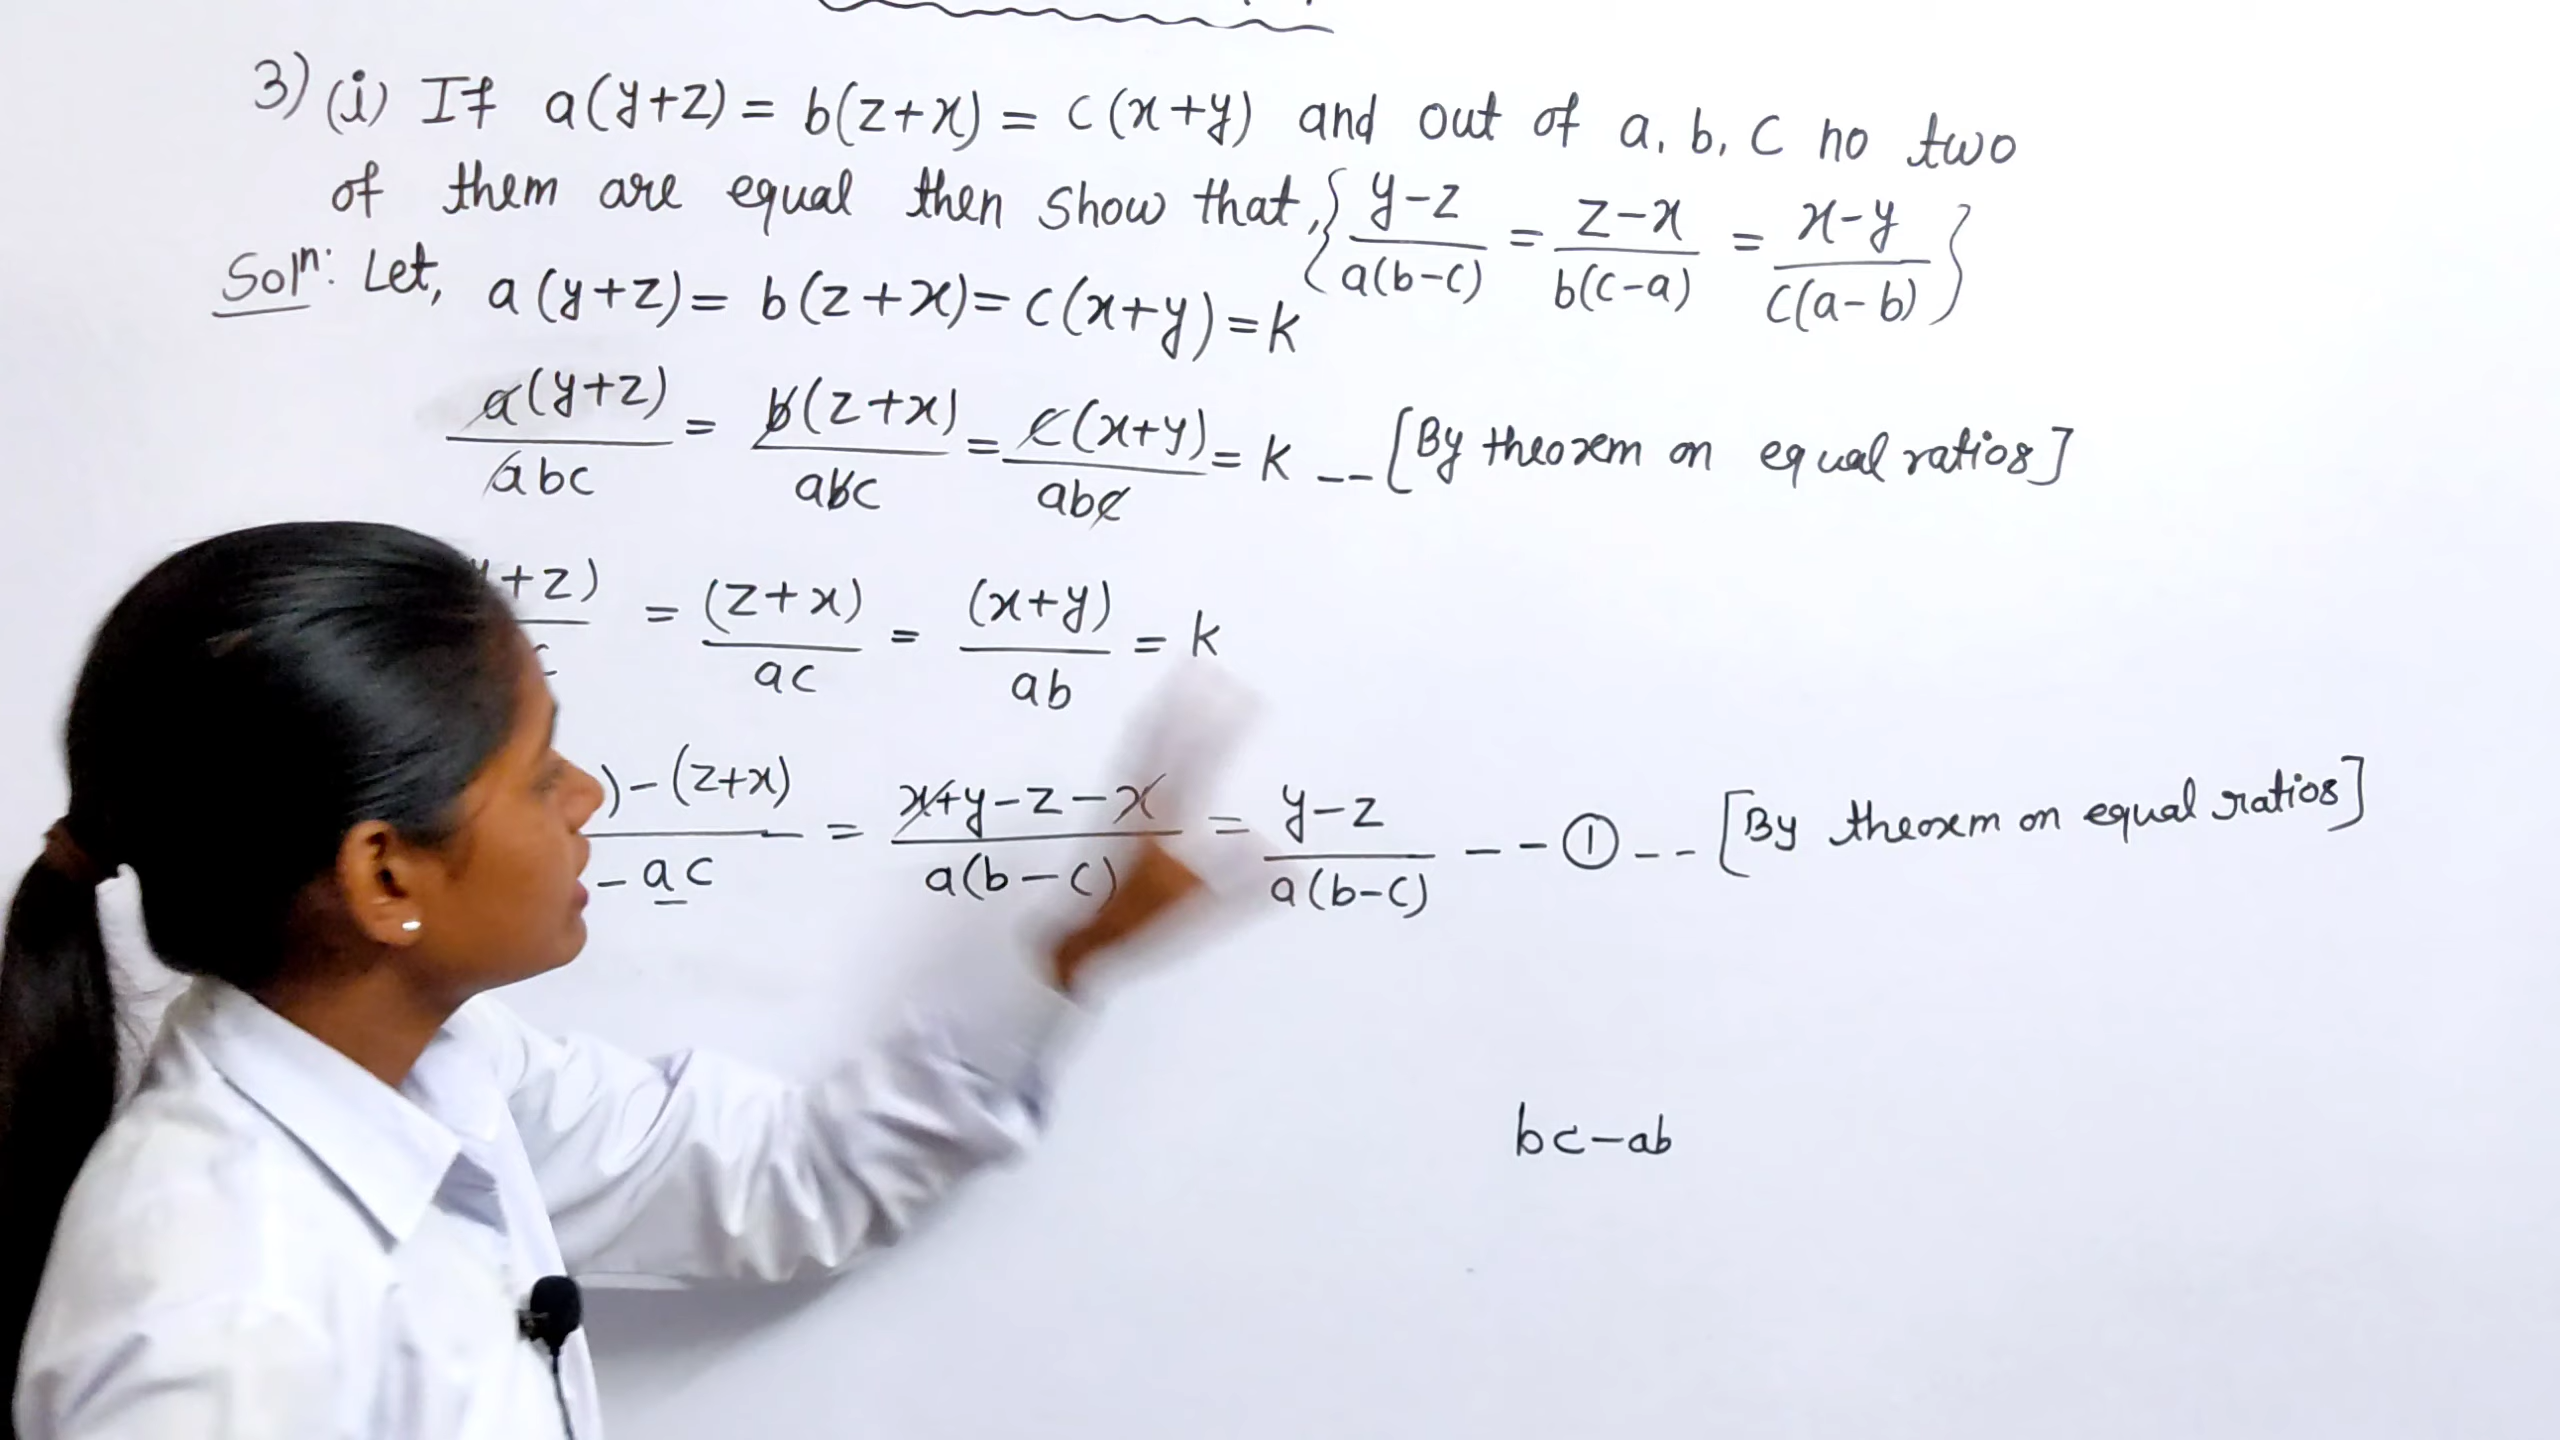 3) (i) If a(y+z) = b(z+x) = c(x+y) and out of a, b, c no two
of them are equal then show that, { (y-z)/(a(b-c)) = (z-x)/(b(c-a)) = (x-y)/(c(a-b)) }
Solⁿ: Let, a(y+z) = b(z+x) = c(x+y) = k
a(y+z)/abc = b(z+x)/abc = c(x+y)/abc = k -- [By theorem on equal ratios]
+z) = (z+x)/ac = (x+y)/ab = k
) - (z+x)/ - ac = x+y-z-x/a(b-c) = y-z/a(b-c) -- ① -- [By theorem on equal ratios]
bc-ab